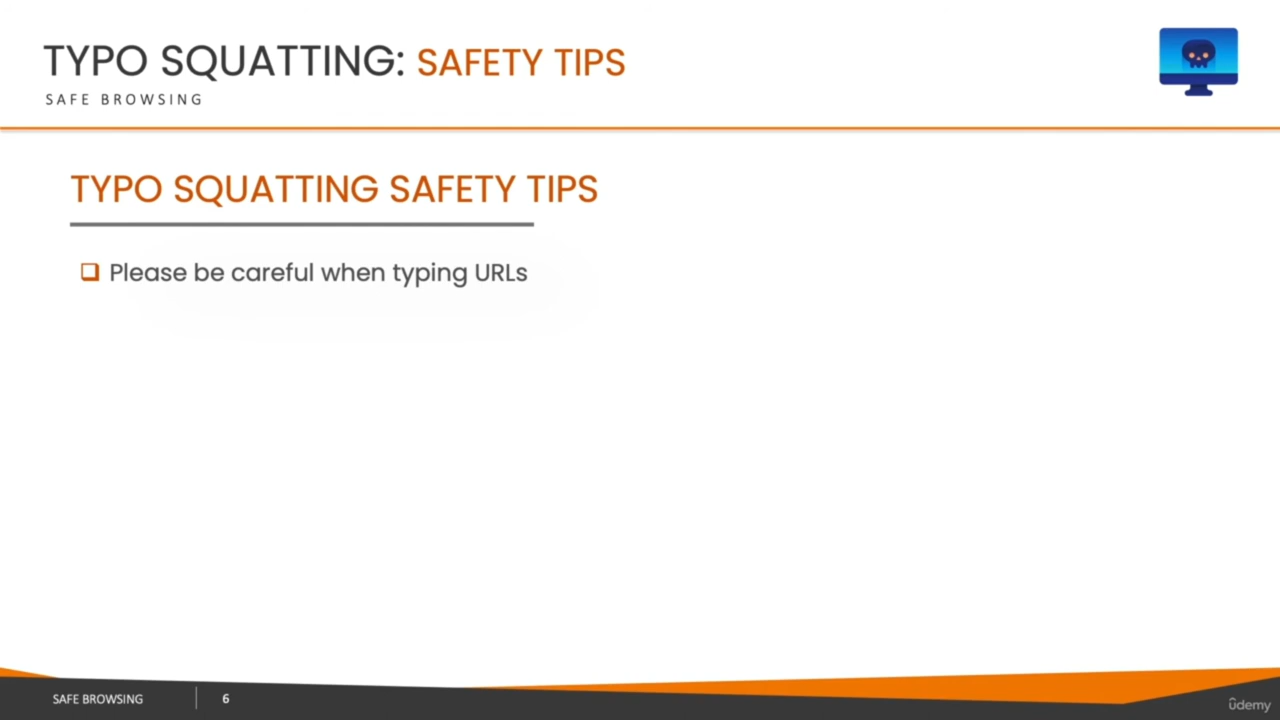 TYPO SQUATTING: SAFETY TIPS
SAFE BROWSING
TYPO SQUATTING SAFETY TIPS
Please be careful when typing URLs
SAFE BROWSING 6
ûdemy